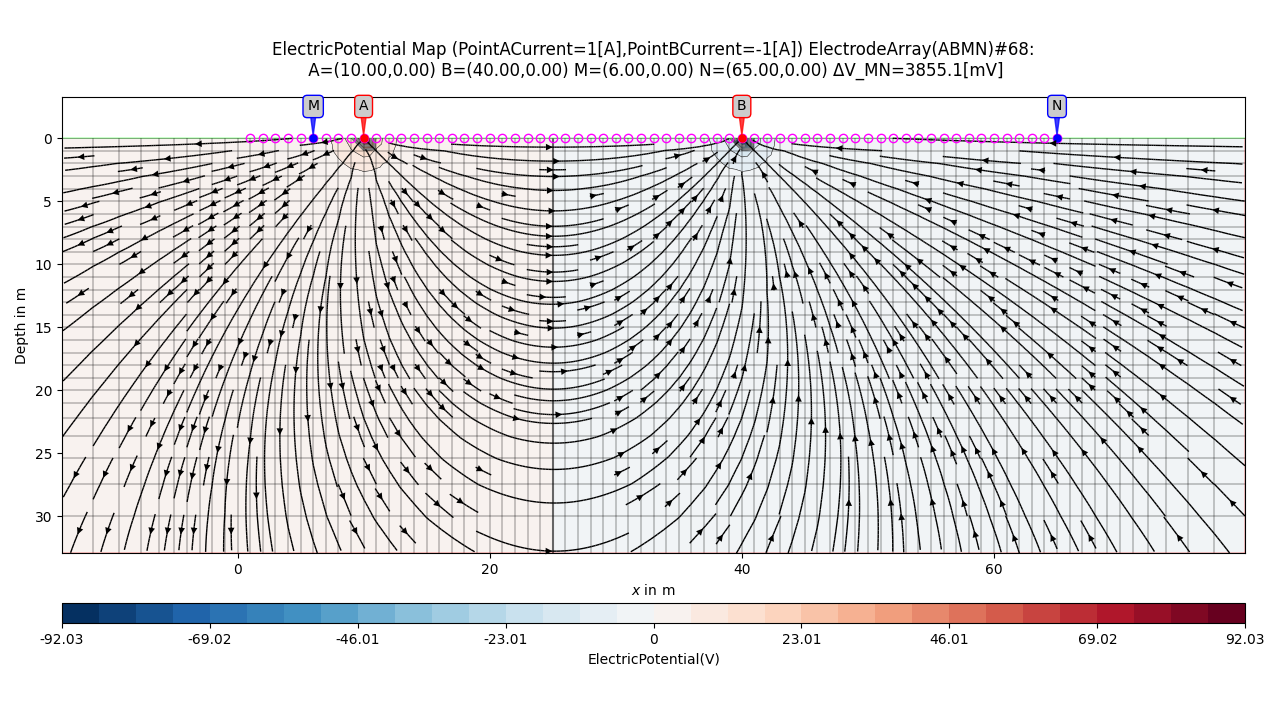 ElectricPotential Map (PointACurrent=1[A],PointBCurrent=-1[A]) ElectrodeArray(ABMN)#68:
A=(10.00,0.00) B=(40.00,0.00) M=(6.00,0.00) N=(65.00,0.00) ΔV_MN=3855.1[mV]
M A B N
0
5
10
15
20
25
30
Depth in m
0 20 40 60
x in m
-92.03 -69.02 -46.01 -23.01 0 23.01 46.01 69.02 92.03
ElectricPotential(V)